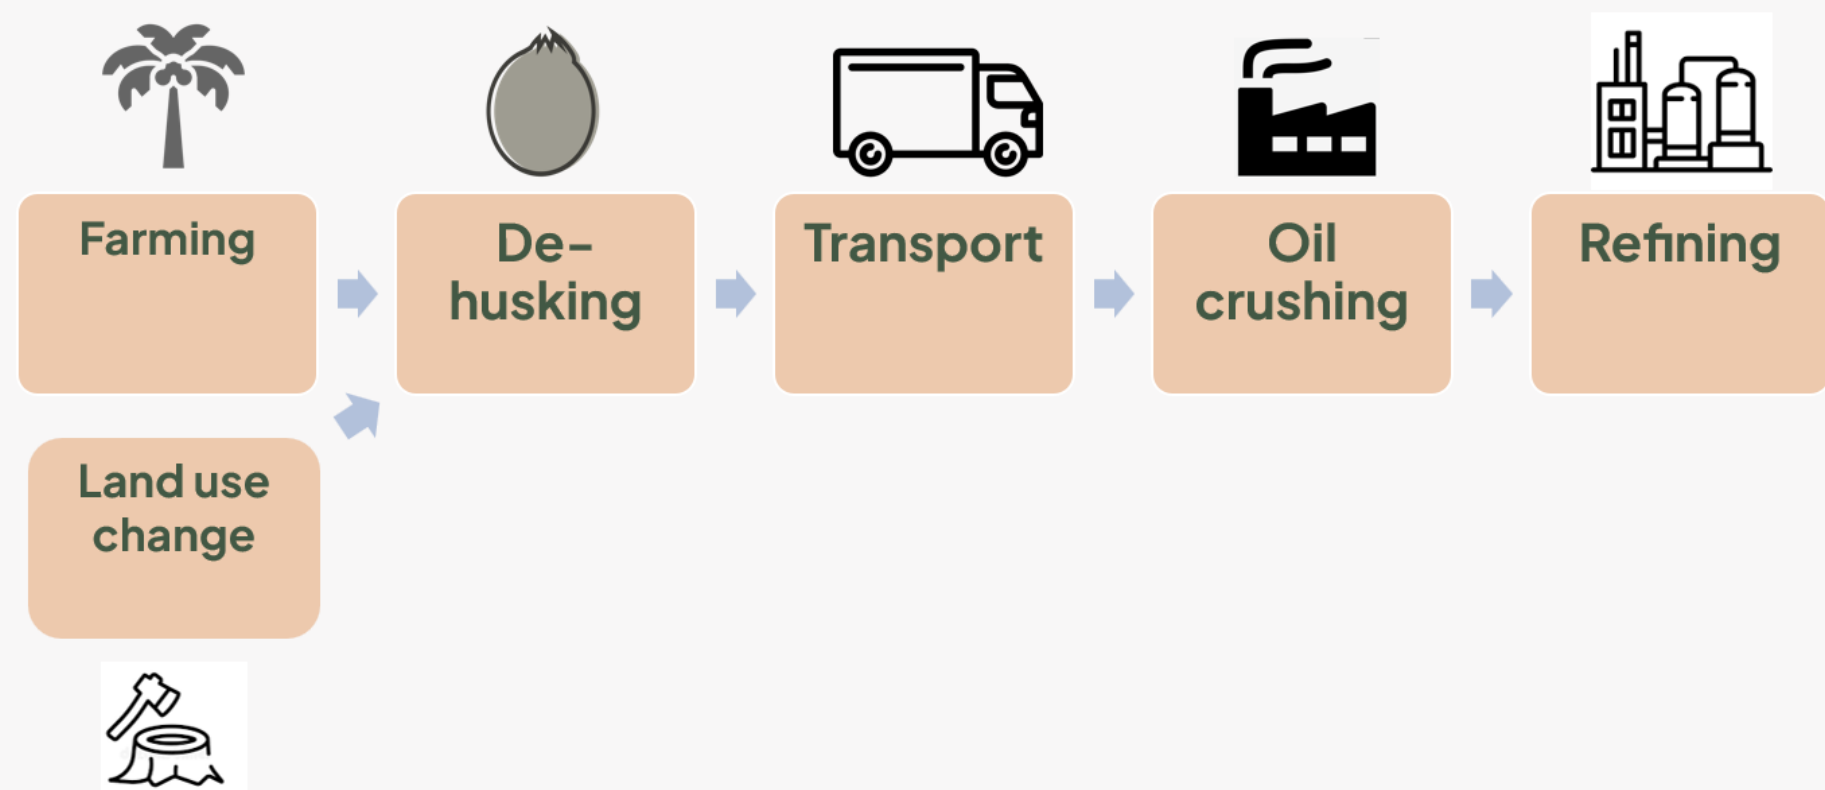 Farming
De-
husking
Transport
Oil
crushing
Refining
Land use
change